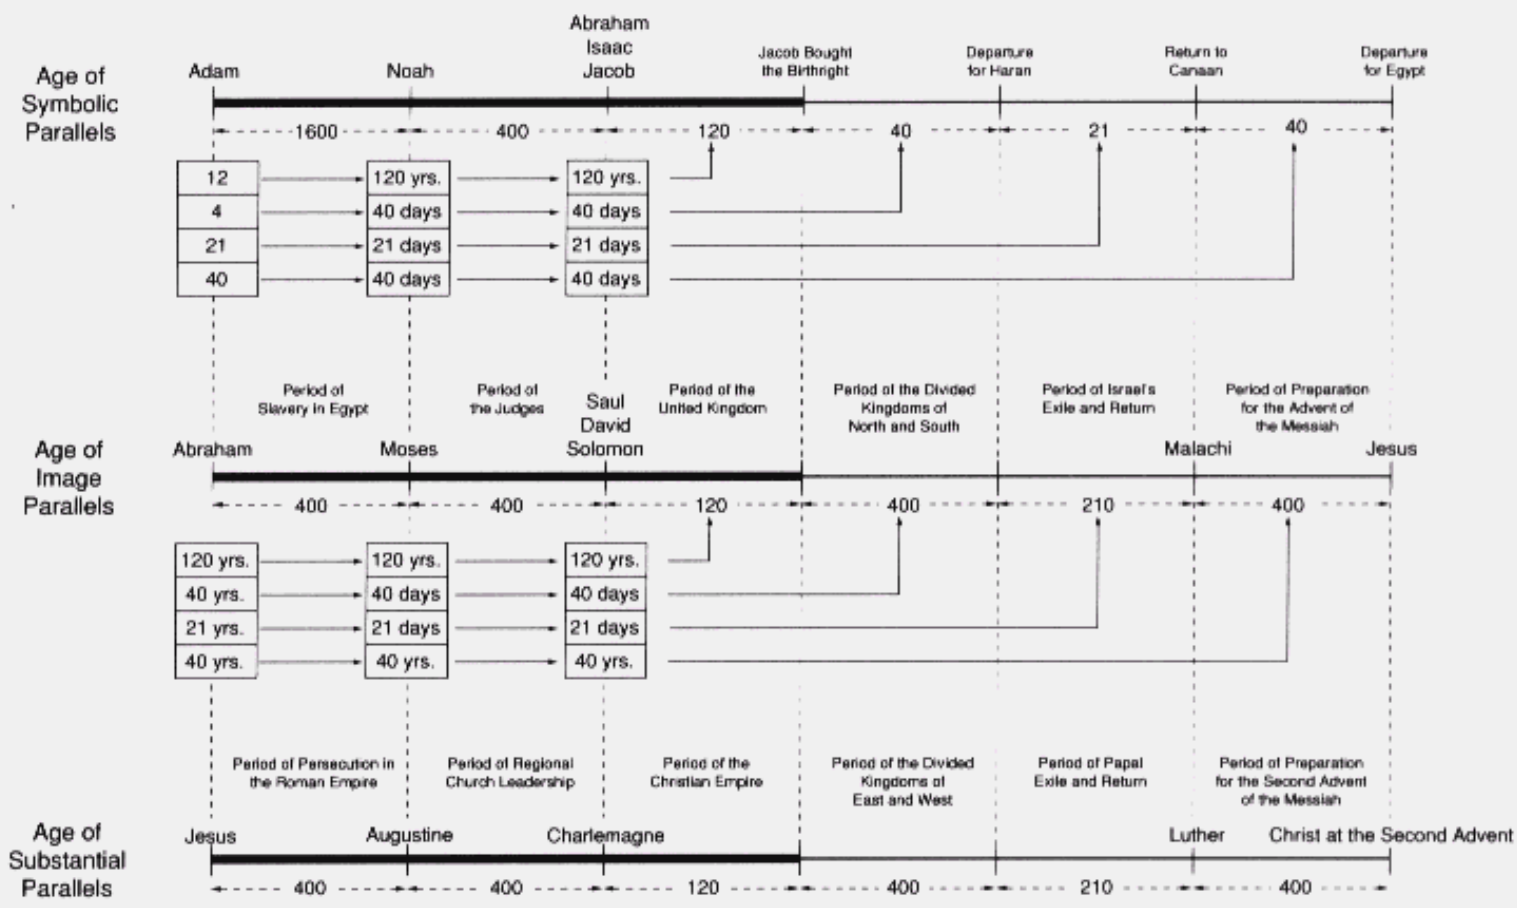 Abraham
Isaac
Jacob
Adam
Noah
Jacob Bought
the Birthright
Departure
for Haran
Return to
Canaan
Departure
for Egypt
Age of
Symbolic
Parallels
1600 400 120 40 21 40
12 120 yrs. 120 yrs.
4 40 days 40 days
21 21 days 21 days
40 40 days 40 days
Period of
Slavery in Egypt
Period of
the Judges
Period of the
United Kingdom
Period of the Divided
Kingdoms of
North and South
Period of Israel's
Exile and Return
Period of Preparation
for the Advent of
the Messiah
Age of
Image
Parallels
Abraham
Moses
Saul
David
Solomon
Malachi
Jesus
400 400 120 400 210 400
120 yrs. 120 yrs. 120 yrs.
40 yrs. 40 days 40 days
21 yrs. 21 days 21 days
40 yrs. 40 yrs. 40 yrs.
Period of Persecution in
the Roman Empire
Period of Regional
Church Leadership
Period of the
Christian Empire
Period of the Divided
Kingdoms of
East and West
Period of Papal
Exile and Return
Period of Preparation
for the Second Advent
of the Messiah
Age of
Substantial
Parallels
Jesus
Augustine
Charlemagne
Luther
Christ at the Second Advent
400 400 120 400 210 400